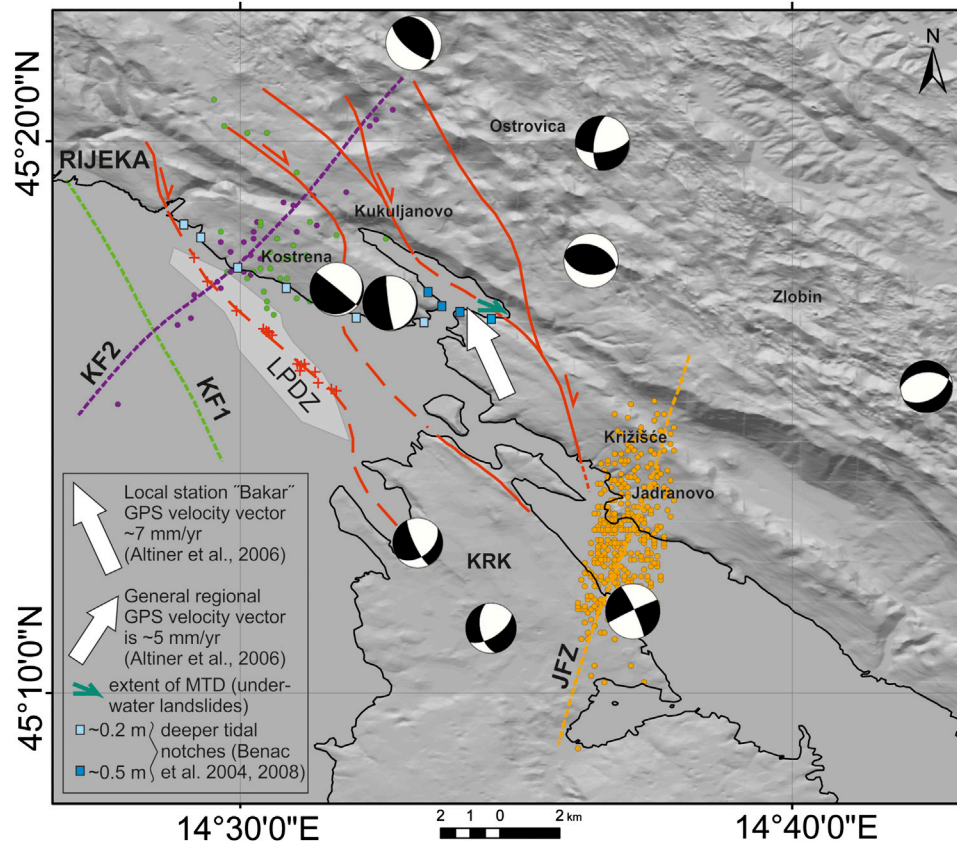 N
45°20'0"N
Ostrovica
RIJEKA
Kukuljanovo
Kostrena
Zlobin
KF2
KF1
LPDZ
Križišće
Jadranovo
Local station ˝Bakar˝
GPS velocity vector
~7 mm/yr
(Altiner et al., 2006)
General regional
GPS velocity vector
is ~5 mm/yr
(Altiner et al., 2006)
extent of MTD (under-
water landslides)
~0.2 m
deeper tidal
notches (Benac
~0.5 m
et al. 2004, 2008)
KRK
JFZ
45°10'0"N
14°30'0"E
2 1 0 2 km
14°40'0"E